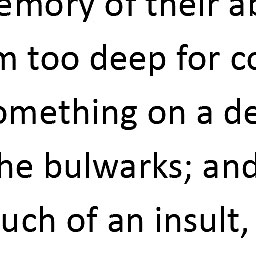 emory of their ab
m too deep for co
omething on a de
he bulwarks; and
uch of an insult,